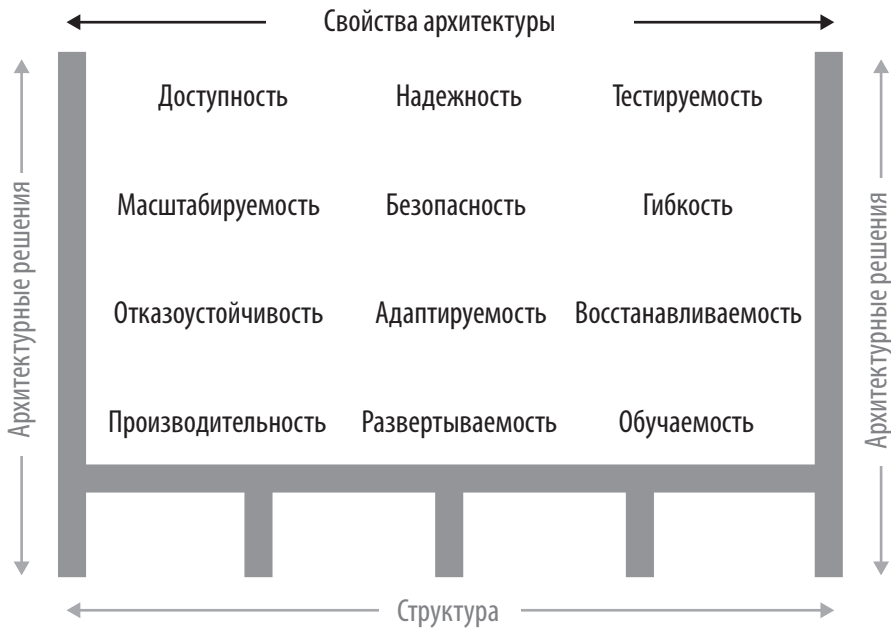 Свойства архитектуры
Доступность Надежность Тестируемость
Масштабируемость Безопасность Гибкость
Отказоустойчивость Адаптируемость Восстанавливаемость
Производительность Развертываемость Обучаемость
Архитектурные решения
Архитектурные решения
Структура